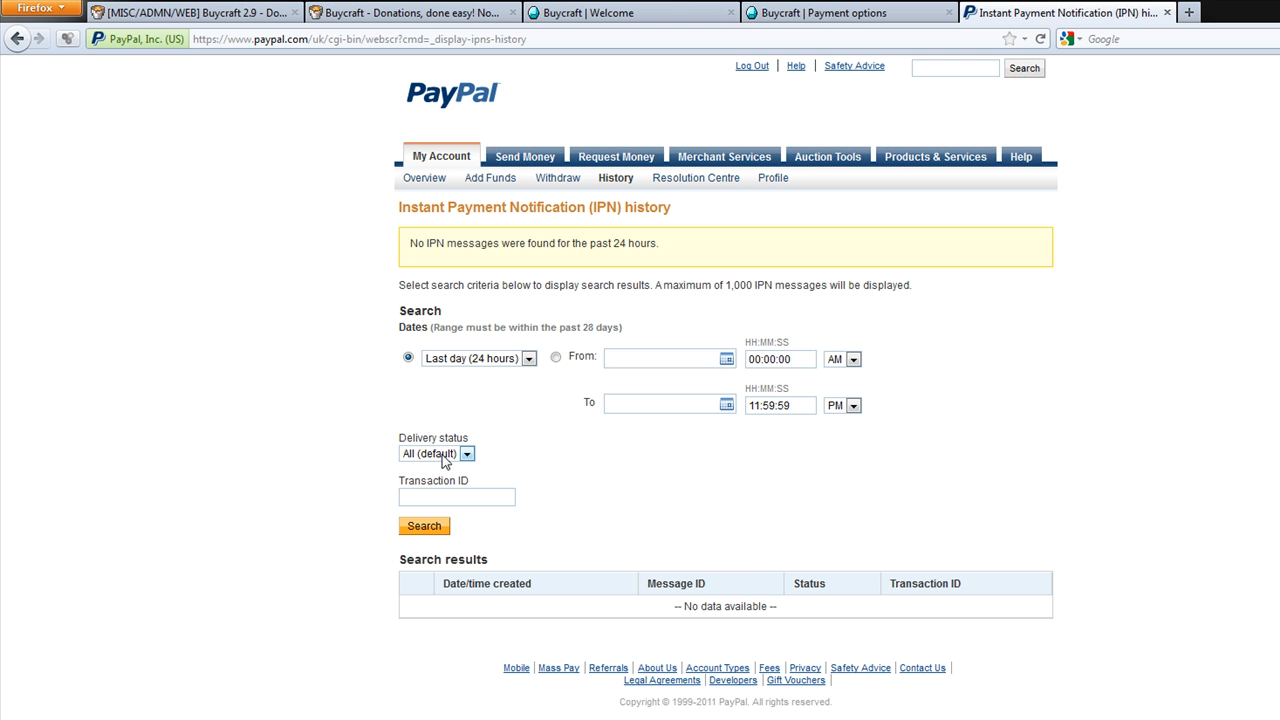 Firefox
[MISC/ADMN/WEB] Buycraft 2.9 - Do...
Buycraft - Donations, done easy! No...
Buycraft | Welcome
Buycraft | Payment options
Instant Payment Notification (IPN) hi...
PayPal, Inc. (US)
https://www.paypal.com/uk/cgi-bin/webscr?cmd=_display-ipns-history
Google
Log Out | Help | Safety Advice
Search
PayPal
My Account
Send Money
Request Money
Merchant Services
Auction Tools
Products & Services
Help
Overview
Add Funds
Withdraw
History
Resolution Centre
Profile
Instant Payment Notification (IPN) history
No IPN messages were found for the past 24 hours.
Select search criteria below to display search results. A maximum of 1,000 IPN messages will be displayed.
Search
Dates (Range must be within the past 28 days)
HH:MM:SS
Last day (24 hours)
From:
00:00:00
AM
HH:MM:SS
To
11:59:59
PM
Delivery status
All (default)
Transaction ID
Search
Search results
Date/time created
Message ID
Status
Transaction ID
-- No data available --
Mobile | Mass Pay | Referrals | About Us | Account Types | Fees | Privacy | Safety Advice | Contact Us |
Legal Agreements | Developers | Gift Vouchers |
Copyright © 1999-2011 PayPal. All rights reserved.